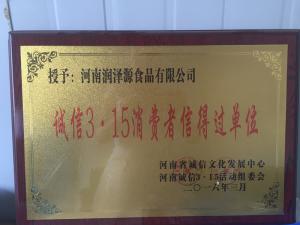 授予：河南润泽源食品有限公司
诚信3·15消费者信得过单位
河南省诚信文化发展中心
河南诚信3·15活动组委会
二〇一六年三月